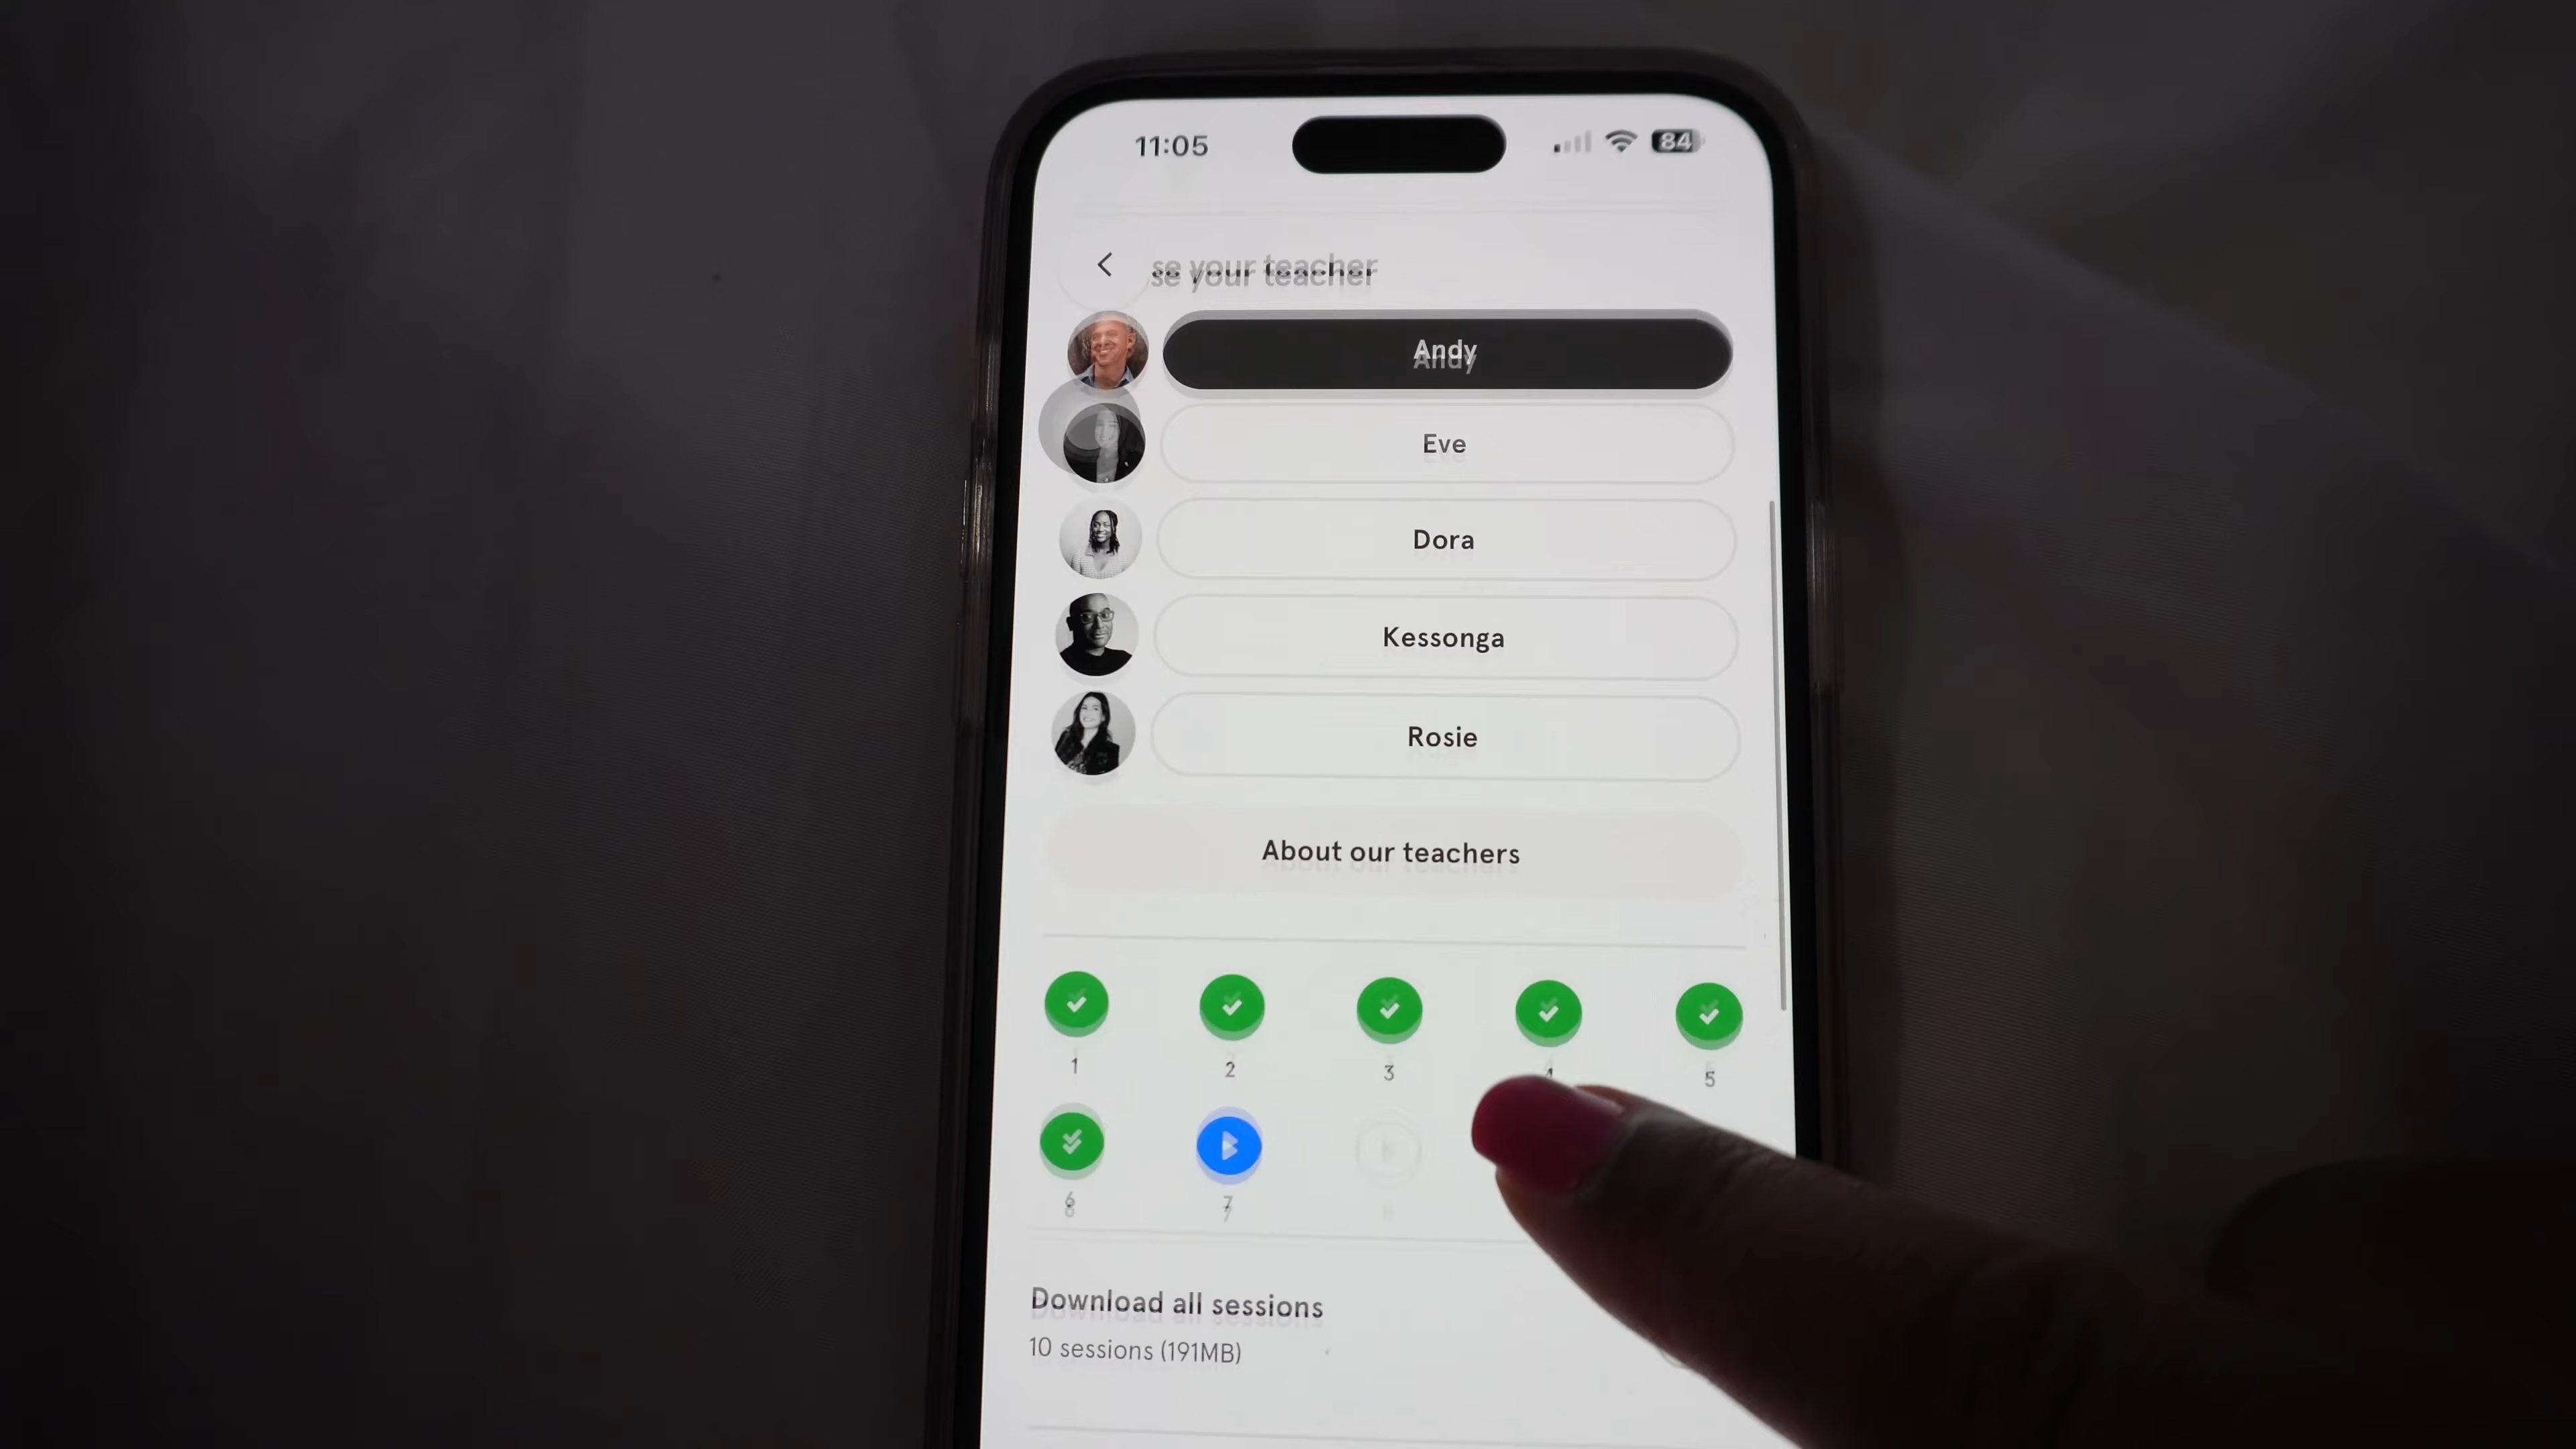 11:05
84
se your teacher
Andy
Eve
Dora
Kessonga
Rosie
About our teachers
1 2 3 4 5
6 7
Download all sessions
10 sessions (191MB)